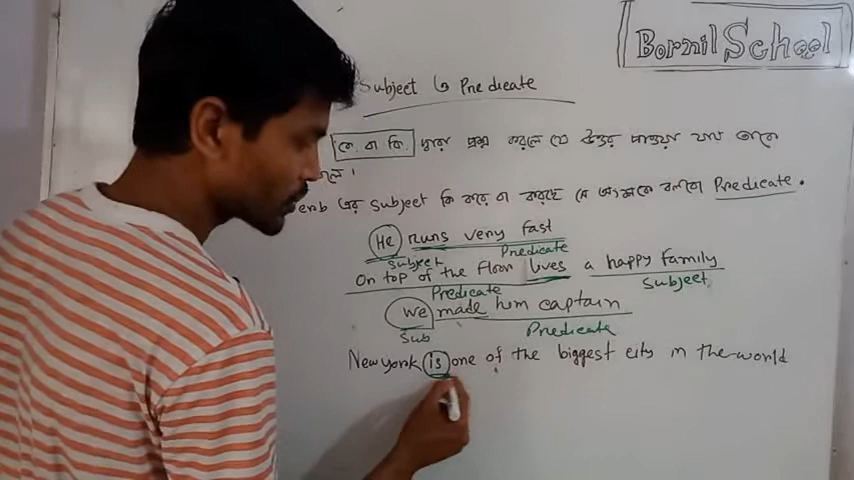 Bornil School
Subject ও Predicate
কে, বা কি, দ্বারা প্রশ্ন করলে যে উত্তর পাওয়া যায় তাকে
বলে।
erb এর subject কি করে বা করছে সে অংশকে বলবো Predicate.
He runs very fast
Subject Predicate
On top of the floor lives a happy family
Predicate Subject
we made him captain
Sub Predicate
Newyork is one of the biggest city in the world